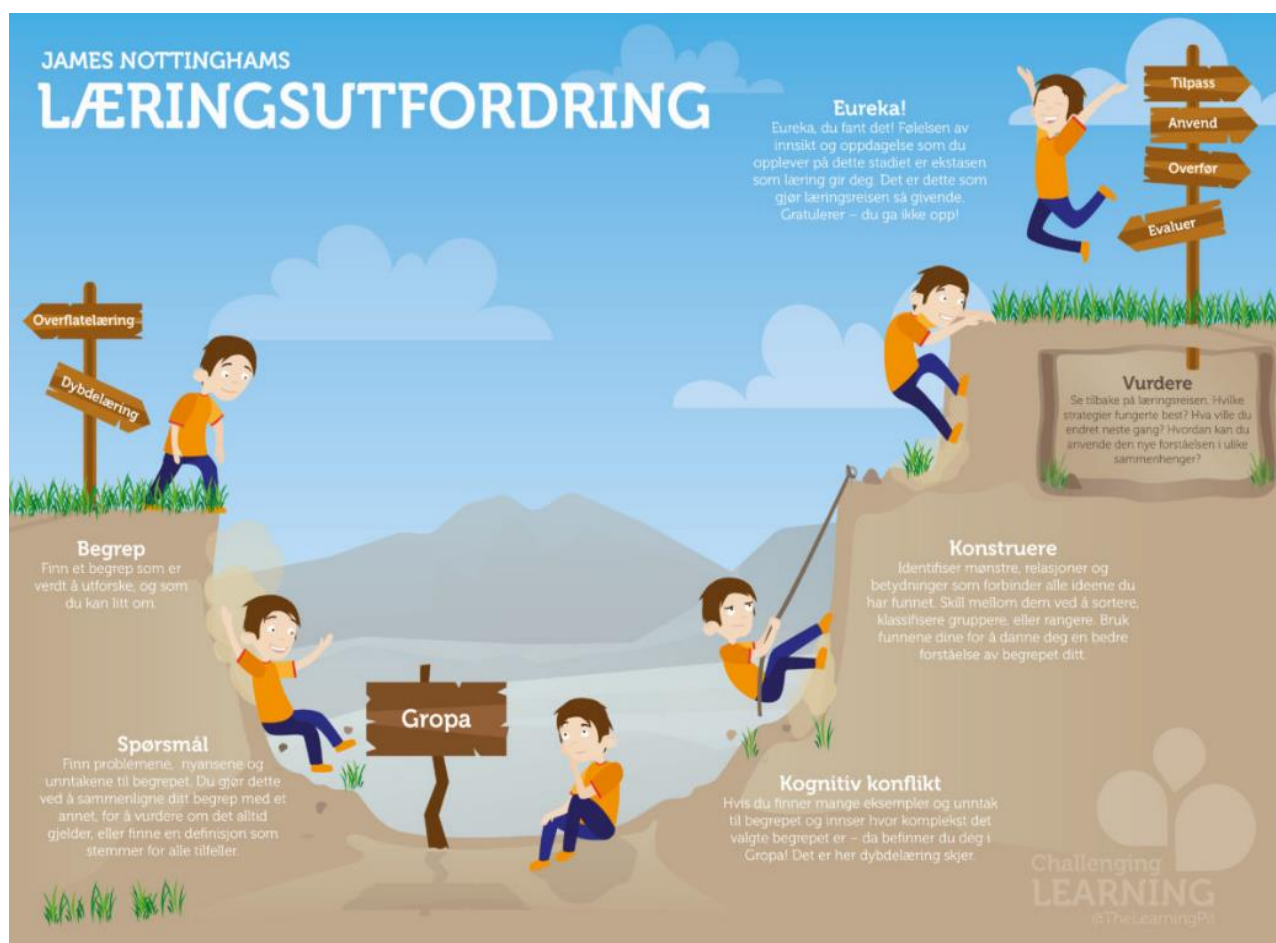 JAMES NOTTINGHAMS
LÆRINGSUTFORDRING
Eureka!
Eureka, du fant det! Følelsen av
innsikt og oppdagelse som du
opplever på dette stadiet er ekstasen
som læring gir deg. Det er dette som
gjør læringsreisen så givende.
Gratulerer – du ga ikke opp!
Tilpass
Anvend
Overfør
Evaluer
Overflatelæring
Dybdelæring
Vurdere
Se tilbake på læringsreisen. Hvilke
strategier fungerte best? Hva ville du
endret neste gang? Hvordan kan du
anvende den nye forståelsen i ulike
sammenhenger?
Begrep
Finn et begrep som er
verdt å utforske, og som
du kan litt om.
Konstruere
Identifiser mønstre, relasjoner og
betydninger som forbinder alle ideene du
har funnet. Skill mellom dem ved å sortere,
klassifisere gruppere, eller rangere. Bruk
funnene dine for å danne deg en bedre
forståelse av begrepet ditt.
Gropa
Spørsmål
Finn problemene, nyansene og
unntakene til begrepet. Du gjør dette
ved å sammenligne ditt begrep med et
annet, for å vurdere om det alltid
gjelder, eller finne en definisjon som
stemmer for alle tilfeller.
Kognitiv konflikt
Hvis du finner mange eksempler og unntak
til begrepet og innser hvor komplekst det
valgte begrepet er – da befinner du deg i
Gropa! Det er her dybdelæring skjer.
Challenging
LEARNING
@TheLearningPit